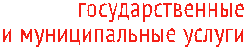 государственные
и муниципальные услуги